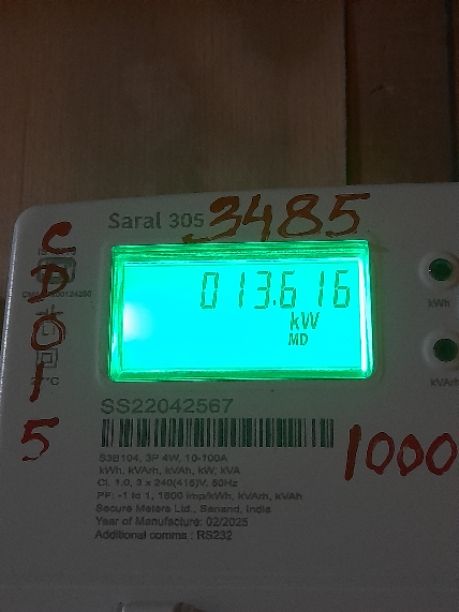 Saral 305 3485
CD015
013.616
kW
MD
kWh
kVArh
SS22042567
S3B104, 3P 4W, 10-100A
kWh, kVArh, kVAh, kW, kVA
Cl. 1.0, 3 x 240(415)V, 50Hz
PF: -1 to 1, 1600 imp/kWh, kVArh, kVAh
Secure Meters Ltd., Sanand, India
Year of Manufacture: 02/2025
Additional comms : RS232
1000